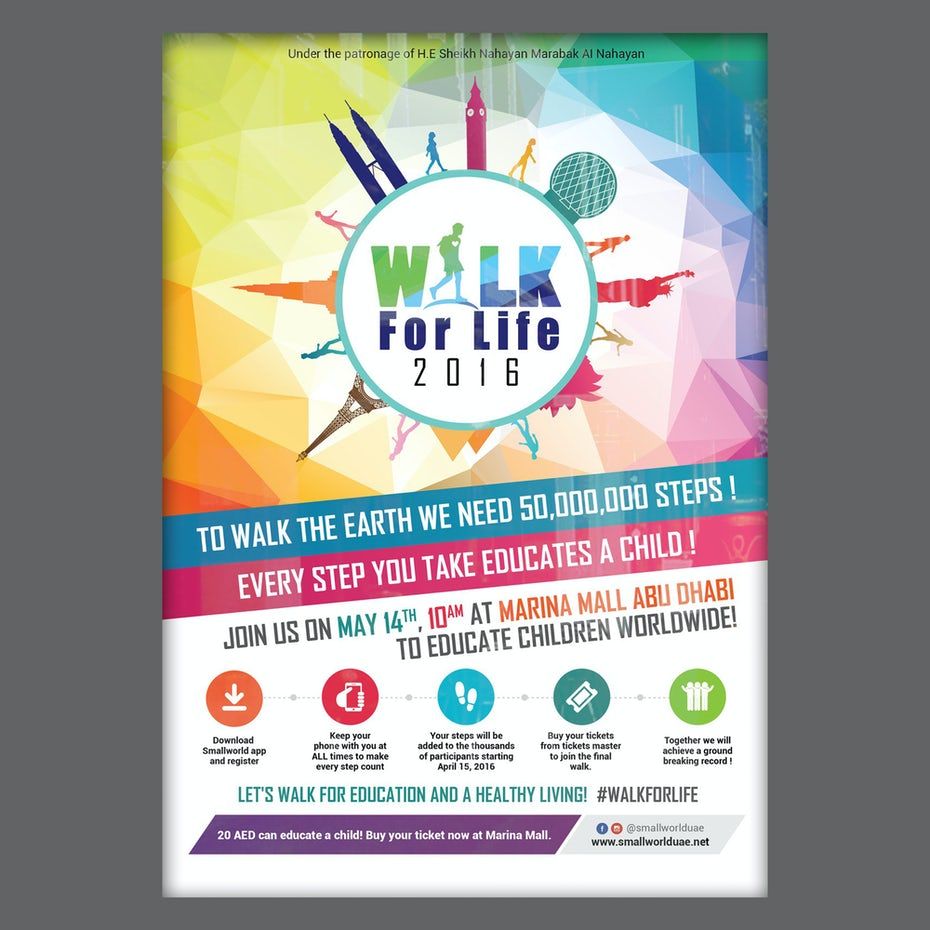 Under the patronage of H.E Sheikh Nahayan Marabak Al Nahayan
WALK
For Life
2016
TO WALK THE EARTH WE NEED 50,000,000 STEPS !
EVERY STEP YOU TAKE EDUCATES A CHILD !
JOIN US ON MAY 14TH, 10AM AT MARINA MALL ABU DHABI
TO EDUCATE CHILDREN WORLDWIDE!
Download
Smallworld app
and register
Keep your
phone with you at
ALL times to make
every step count
Your steps will be
added to the thousands
of participants starting
April 15, 2016
Buy your tickets
from tickets master
to join the final
walk.
Together we will
achieve a ground
breaking record !
LET'S WALK FOR EDUCATION AND A HEALTHY LIVING! #WALKFORLIFE
20 AED can educate a child! Buy your ticket now at Marina Mall.
@smallworlduae
www.smallworlduae.net